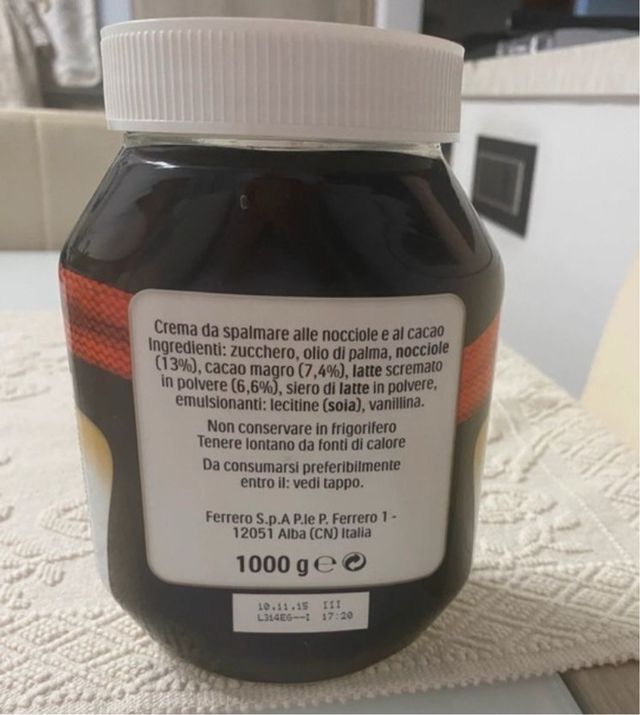 Crema da spalmare alle nocciole e al cacao
Ingredienti: zucchero, olio di palma, nocciole
(13%), cacao magro (7,4%), latte scremato
in polvere (6,6%), siero di latte in polvere,
emulsionanti: lecitine (soia), vanillina.
Non conservare in frigorifero
Tenere lontano da fonti di calore
Da consumarsi preferibilmente
entro il: vedi tappo.
Ferrero S.p.A P.le P. Ferrero 1 -
12051 Alba (CN) Italia
1000 g ℮
10.11.15 III
L314E6--I 17:20